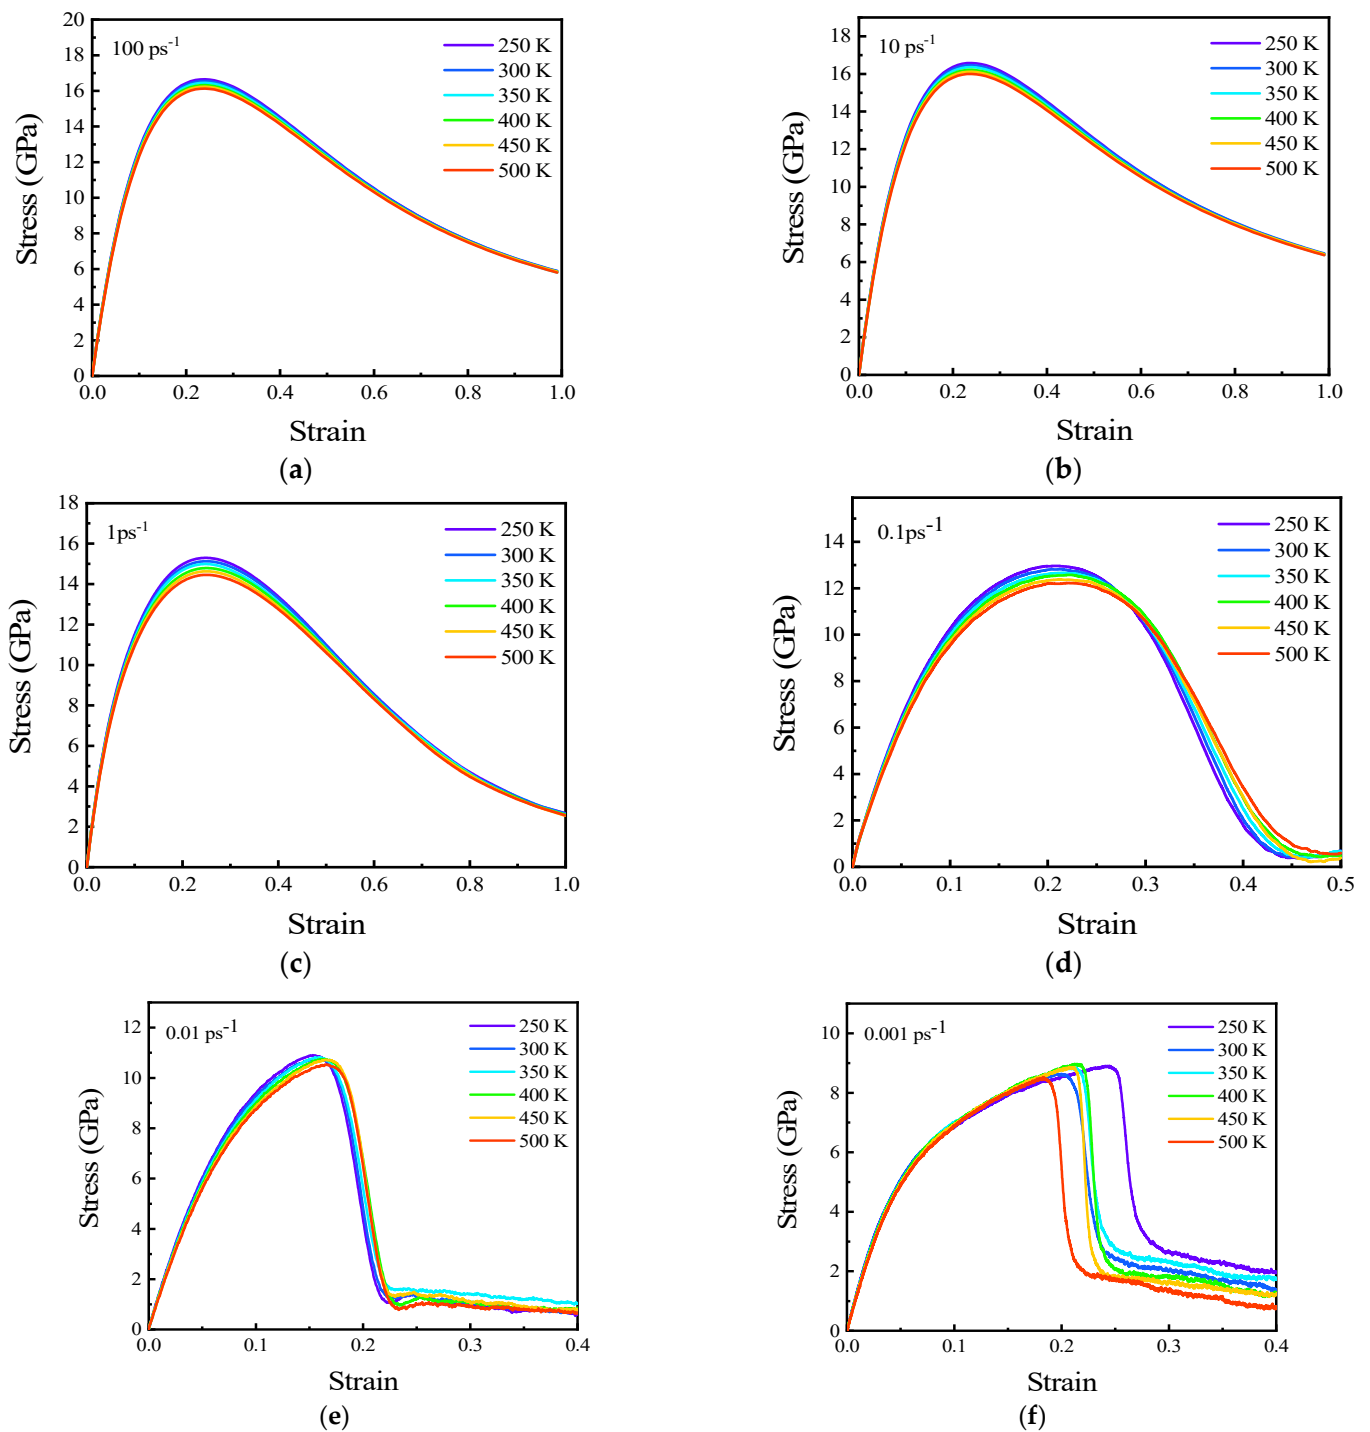 100 ps-1
250 K
300 K
350 K
400 K
450 K
500 K
20
18
16
14
12
10
8
6
4
2
0
Stress (GPa)
0.0 0.2 0.4 0.6 0.8 1.0
Strain
(a)
10 ps-1
250 K
300 K
350 K
400 K
450 K
500 K
18
16
14
12
10
8
6
4
2
0
Stress (GPa)
0.0 0.2 0.4 0.6 0.8 1.0
Strain
(b)
1ps-1
250 K
300 K
350 K
400 K
450 K
500 K
18
16
14
12
10
8
6
4
2
0
Stress (GPa)
0.0 0.2 0.4 0.6 0.8 1.0
Strain
(c)
0.1ps-1
250 K
300 K
350 K
400 K
450 K
500 K
14
12
10
8
6
4
2
0
Stress (GPa)
0.0 0.1 0.2 0.3 0.4 0.5
Strain
(d)
0.01 ps-1
250 K
300 K
350 K
400 K
450 K
500 K
12
10
8
6
4
2
0
Stress (GPa)
0.0 0.1 0.2 0.3 0.4
Strain
(e)
0.001 ps-1
250 K
300 K
350 K
400 K
450 K
500 K
10
8
6
4
2
0
Stress (GPa)
0.0 0.1 0.2 0.3 0.4
Strain
(f)